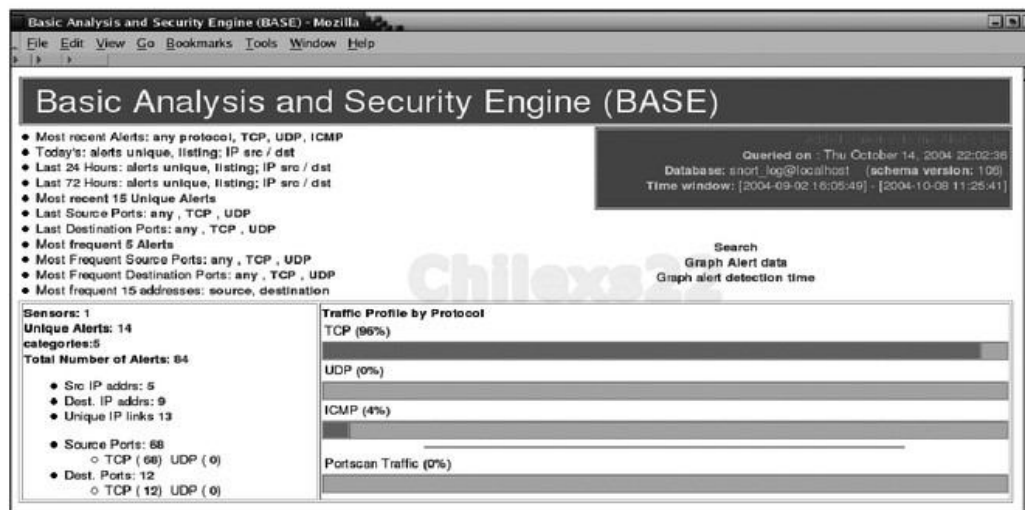 Basic Analysis and Security Engine (BASE) - Mozilla
File Edit View Go Bookmarks Tools Window Help
Basic Analysis and Security Engine (BASE)
Most recent Alerts: any protocol, TCP, UDP, ICMP
Today's: alerts unique, listing; IP src / dst
Last 24 Hours: alerts unique, listing; IP src / dst
Last 72 Hours: alerts unique, listing; IP src / dst
Most recent 15 Unique Alerts
Last Source Ports: any , TCP , UDP
Last Destination Ports: any , TCP , UDP
Most frequent 5 Alerts
Most Frequent Source Ports: any , TCP , UDP
Most Frequent Destination Ports: any , TCP , UDP
Most frequent 15 addresses: source, destination
Queried on : Thu October 14, 2004 22:02:36
Database: snort_log@localhost (schema version: 106)
Time window: [2004-09-02 16:05:49] - [2004-10-08 11:25:41]
Search
Graph Alert data
Graph alert detection time
Chilexs22
Sensors: 1
Unique Alerts: 14
categories:5
Total Number of Alerts: 84
Src IP addrs: 5
Dest. IP addrs: 9
Unique IP links 13
Source Ports: 68
TCP ( 68) UDP ( 0)
Dest. Ports: 12
TCP ( 12) UDP ( 0)
Traffic Profile by Protocol
TCP (96%)
UDP (0%)
ICMP (4%)
Portscan Traffic (0%)